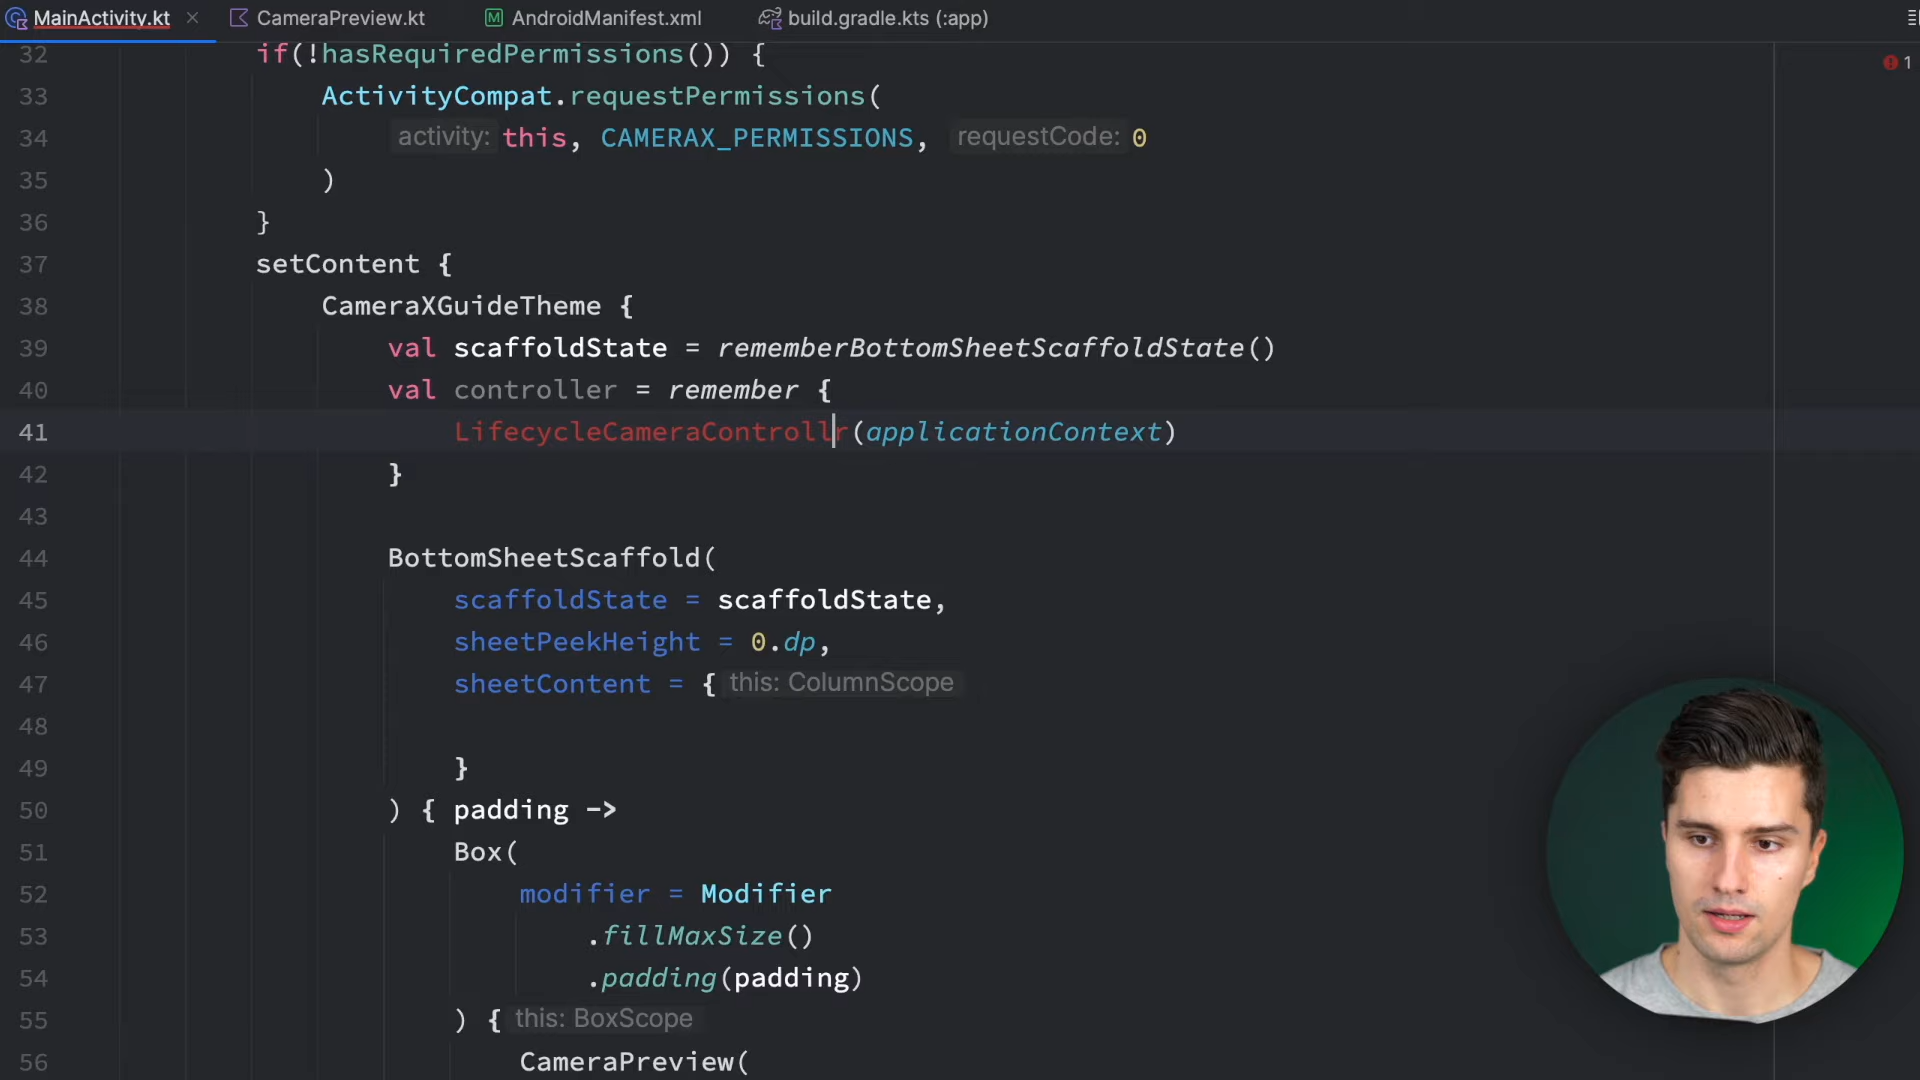 MainActivity.kt CameraPreview.kt AndroidManifest.xml build.gradle.kts (:app)
32 if(!hasRequiredPermissions()) { 1
33 ActivityCompat.requestPermissions(
34 activity: this, CAMERAX_PERMISSIONS, requestCode: 0
35 )
36 }
37 setContent {
38 CameraXGuideTheme {
39 val scaffoldState = rememberBottomSheetScaffoldState()
40 val controller = remember {
41 LifecycleCameraControllr(applicationContext)
42 }
43
44 BottomSheetScaffold(
45 scaffoldState = scaffoldState,
46 sheetPeekHeight = 0.dp,
47 sheetContent = { this: ColumnScope
48
49 }
50 ) { padding ->
51 Box(
52 modifier = Modifier
53 .fillMaxSize()
54 .padding(padding)
55 ) { this: BoxScope
56 CameraPreview(